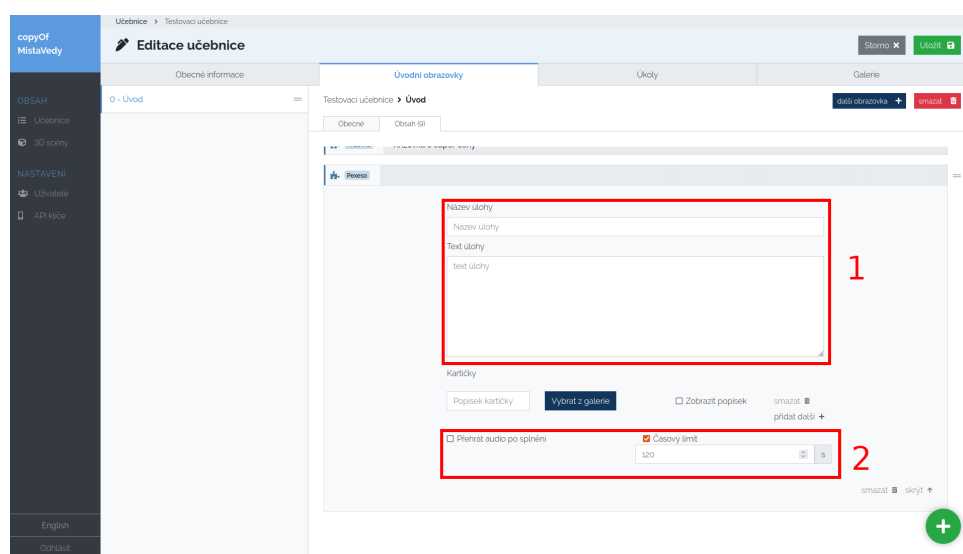 Učebnice > Testovací učebnice
copyOf
MistaVedy
Editace učebnice
Storno
Uložit
Obecné informace
Úvodní obrazovky
Úkoly
Galerie
OBSAH
Učebnice
3D scény
NASTAVENÍ
Uživatelé
API klíče
English
Odhlásit
0 - Úvod
Testovací učebnice > Úvod
další obrazovka +
smazat
Obecné
Obsah (9)
Pexeso
Název úlohy
Název úlohy
Text úlohy
text úlohy
1
Kartičky
Popisek kartičky
Vybrat z galerie
Zobrazit popisek
smazat
přidat další +
Přehrát audio po splnění
Časový limit
120
s
2
smazat
skrýt